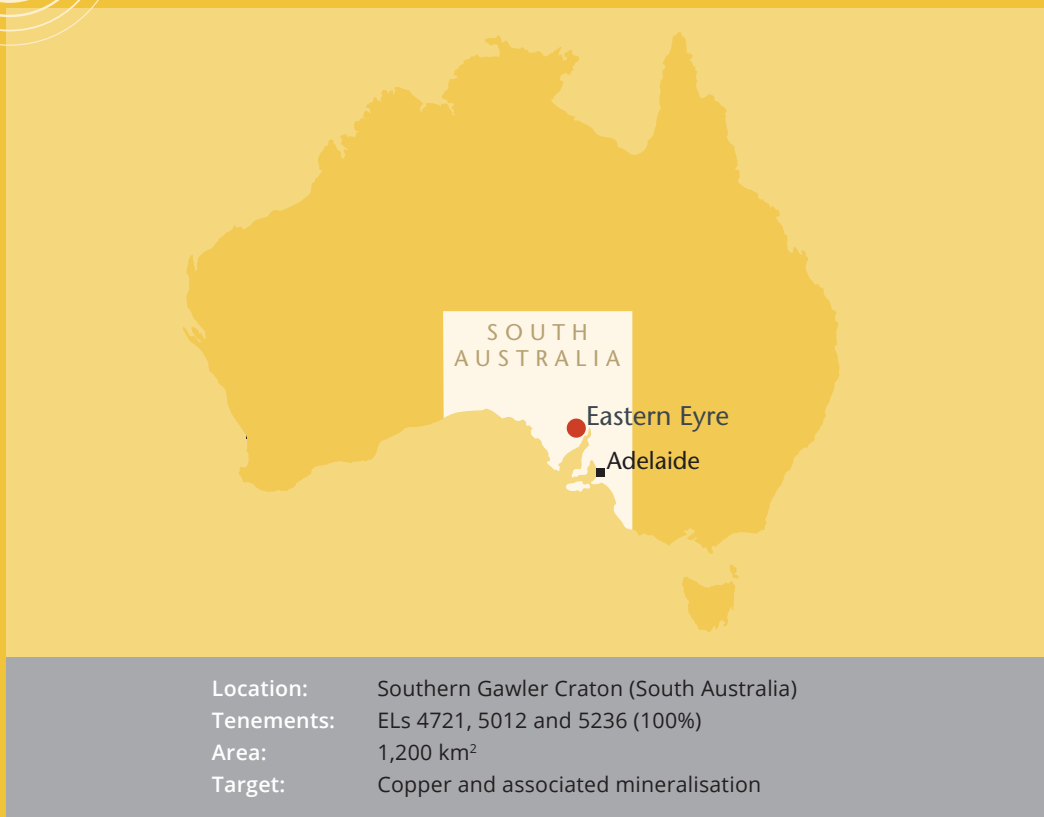 SOUTH
AUSTRALIA
Eastern Eyre
Adelaide
Location: Southern Gawler Craton (South Australia)
Tenements: ELs 4721, 5012 and 5236 (100%)
Area: 1,200 km²
Target: Copper and associated mineralisation